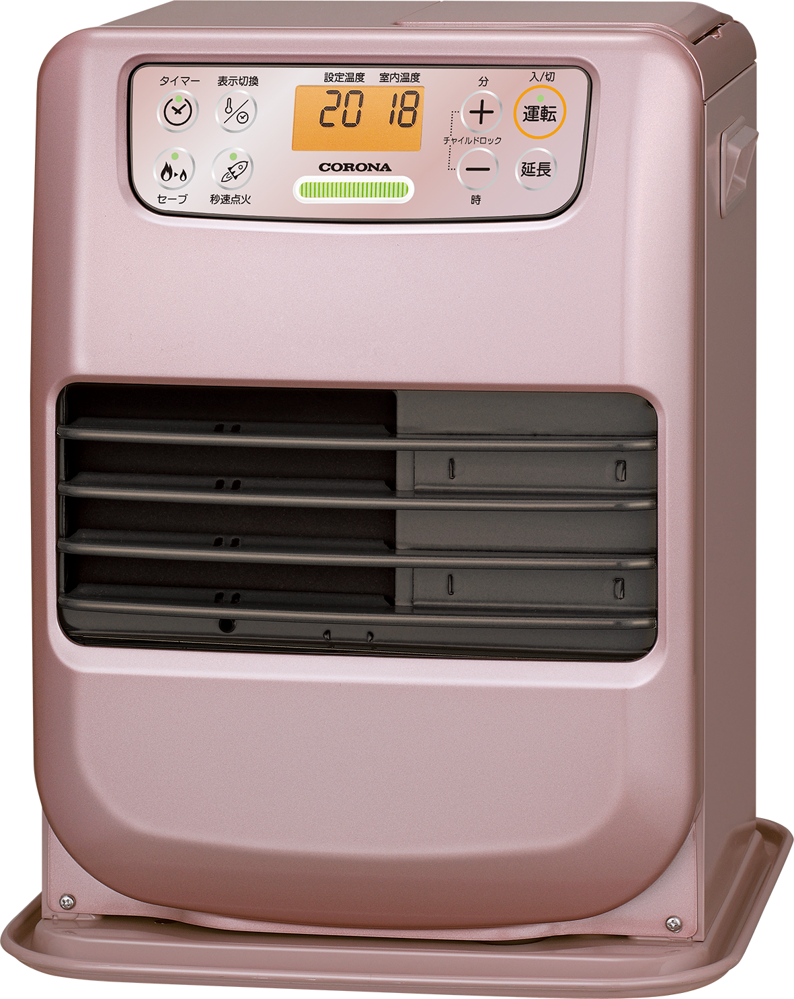 タイマー 表示切換 設定温度 室内温度 分 入/切
20 18 運転
チャイルドロック
CORONA 延長
セーブ 秒速点火 時